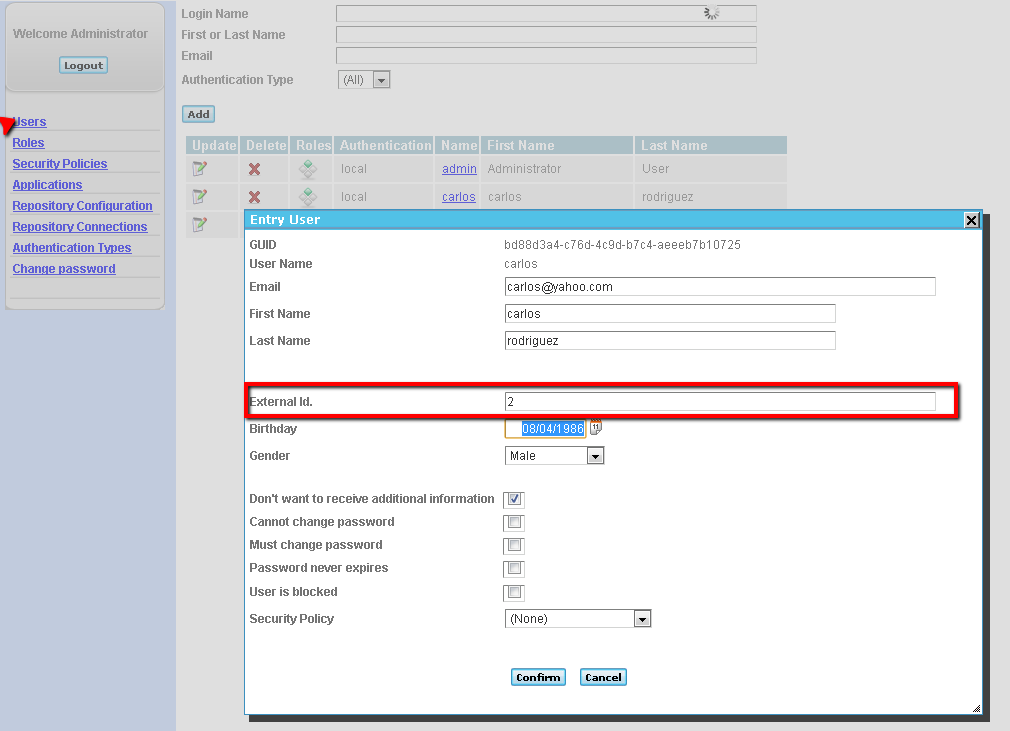 Welcome Administrator
Logout
Users
Roles
Security Policies
Applications
Repository Configuration
Repository Connections
Authentication Types
Change password
Login Name
First or Last Name
Email
Authentication Type (All)
Add
Update Delete Roles Authentication Name First Name Last Name
local admin Administrator User
local carlos carlos rodriguez
Entry User
GUID bd88d3a4-c76d-4c9d-b7c4-aeeeb7b10725
User Name carlos
Email carlos@yahoo.com
First Name carlos
Last Name rodriguez
External Id. 2
Birthday 08/04/1986 11
Gender Male
Don't want to receive additional information
Cannot change password
Must change password
Password never expires
User is blocked
Security Policy (None)
Confirm Cancel